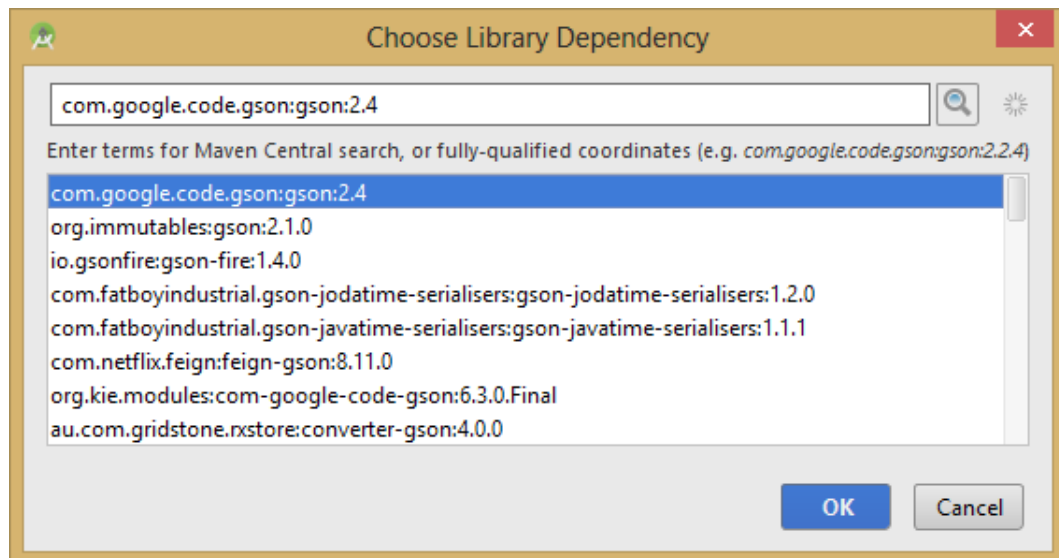 Choose Library Dependency
com.google.code.gson:gson:2.4
Enter terms for Maven Central search, or fully-qualified coordinates (e.g. com.google.code.gson:gson:2.2.4)
com.google.code.gson:gson:2.4
org.immutables:gson:2.1.0
io.gsonfire:gson-fire:1.4.0
com.fatboyindustrial.gson-jodatime-serialisers:gson-jodatime-serialisers:1.2.0
com.fatboyindustrial.gson-javatime-serialisers:gson-javatime-serialisers:1.1.1
com.netflix.feign:feign-gson:8.11.0
org.kie.modules:com-google-code-gson:6.3.0.Final
au.com.gridstone.rxstore:converter-gson:4.0.0
OK Cancel